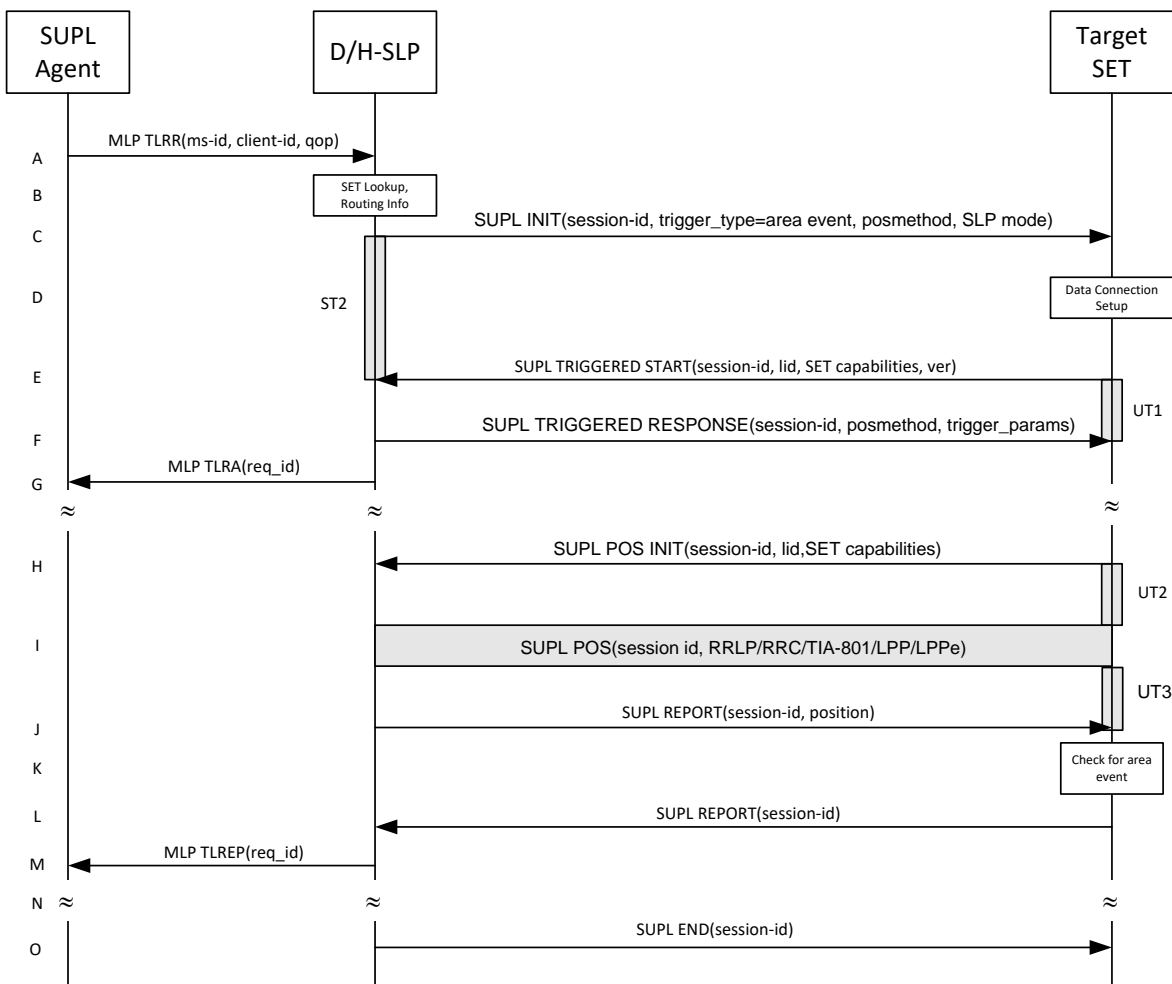 SUPL
Agent
D/H-SLP
Target
SET
MLP TLRR(ms-id, client-id, qop)
A
SET Lookup,
Routing Info
B
SUPL INIT(session-id, trigger_type=area event, posmethod, SLP mode)
C
Data Connection
Setup
D
ST2
SUPL TRIGGERED START(session-id, lid, SET capabilities, ver)
E
UT1
SUPL TRIGGERED RESPONSE(session-id, posmethod, trigger_params)
F
MLP TLRA(req_id)
G
≈ ≈ ≈
SUPL POS INIT(session-id, lid,SET capabilities)
H
UT2
I
SUPL POS(session id, RRLP/RRC/TIA-801/LPP/LPPe)
UT3
SUPL REPORT(session-id, position)
J
K
Check for area
event
SUPL REPORT(session-id)
L
MLP TLREP(req_id)
M
N ≈ ≈ ≈
SUPL END(session-id)
O